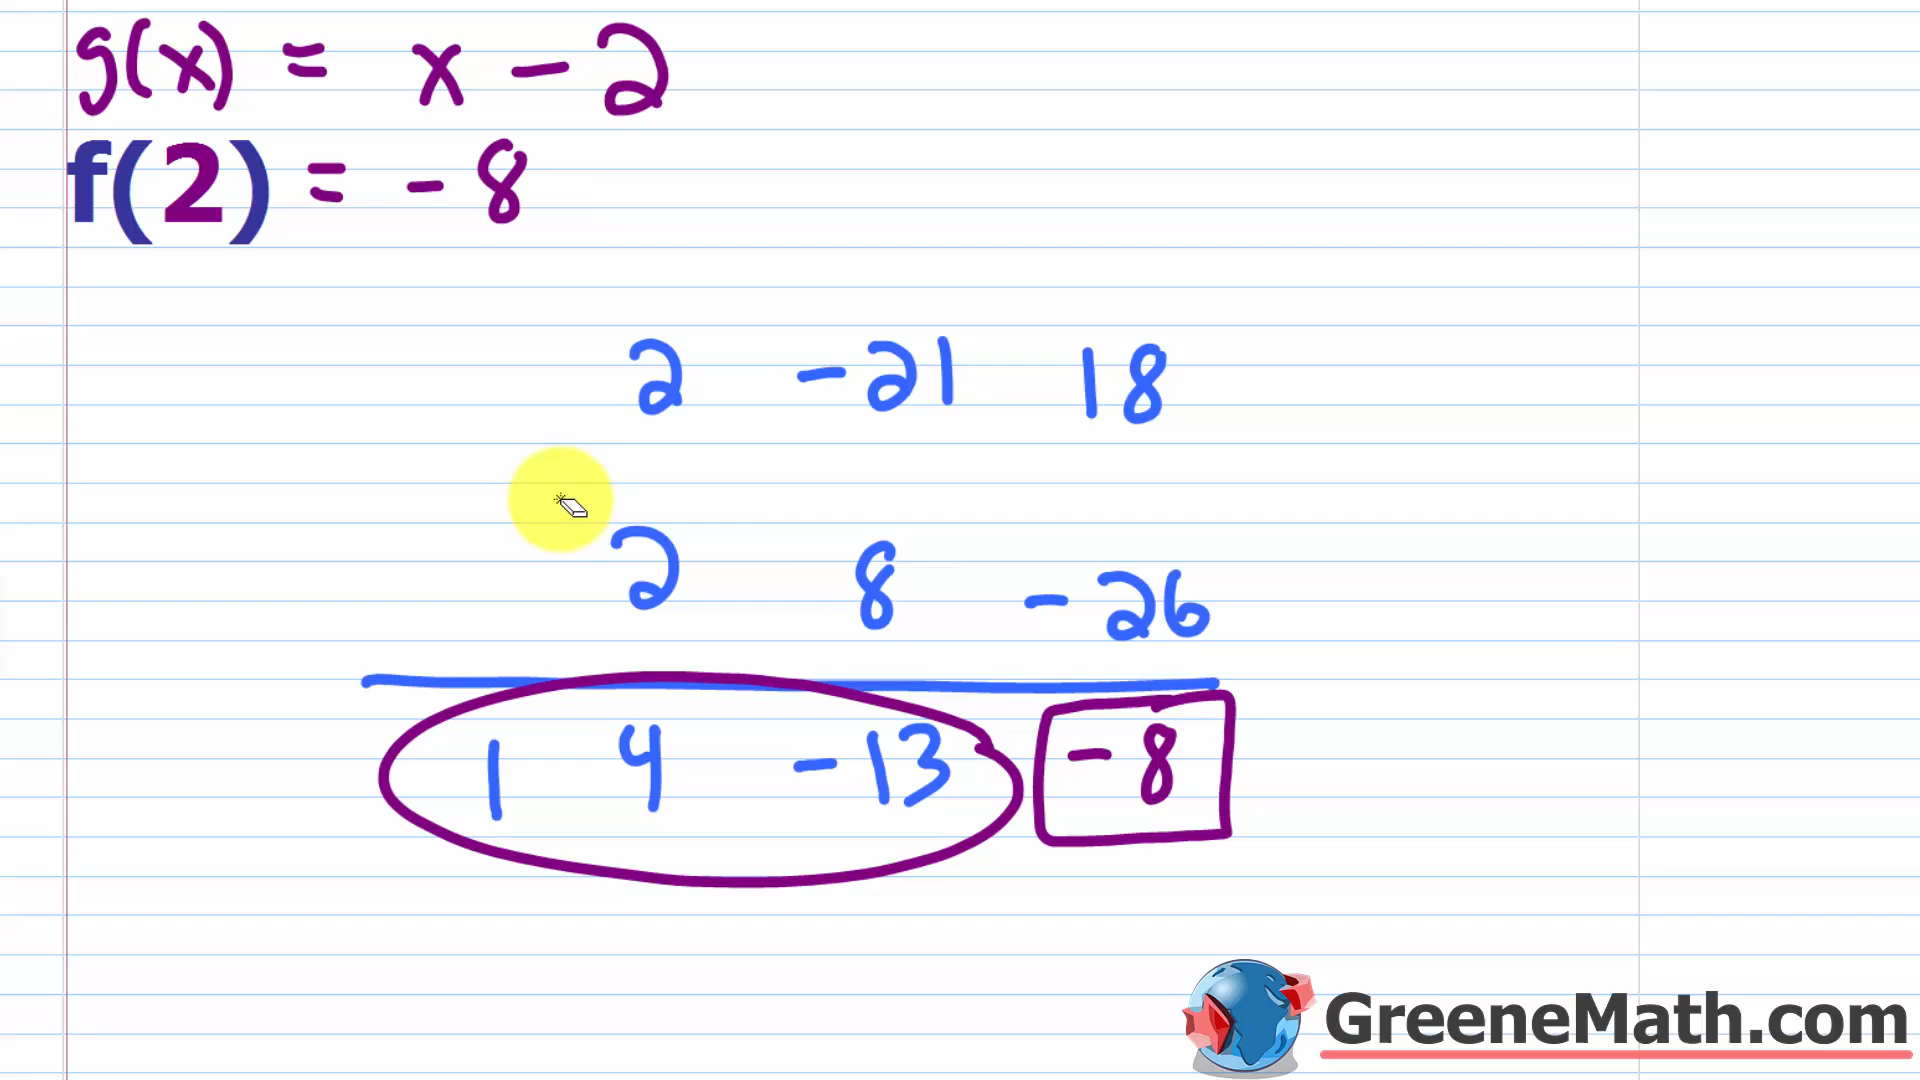 g(x) = x - 2
f(2) = - 8
2 - 21 18
2 8 - 26
1 4 - 13 - 8
GreeneMath.com